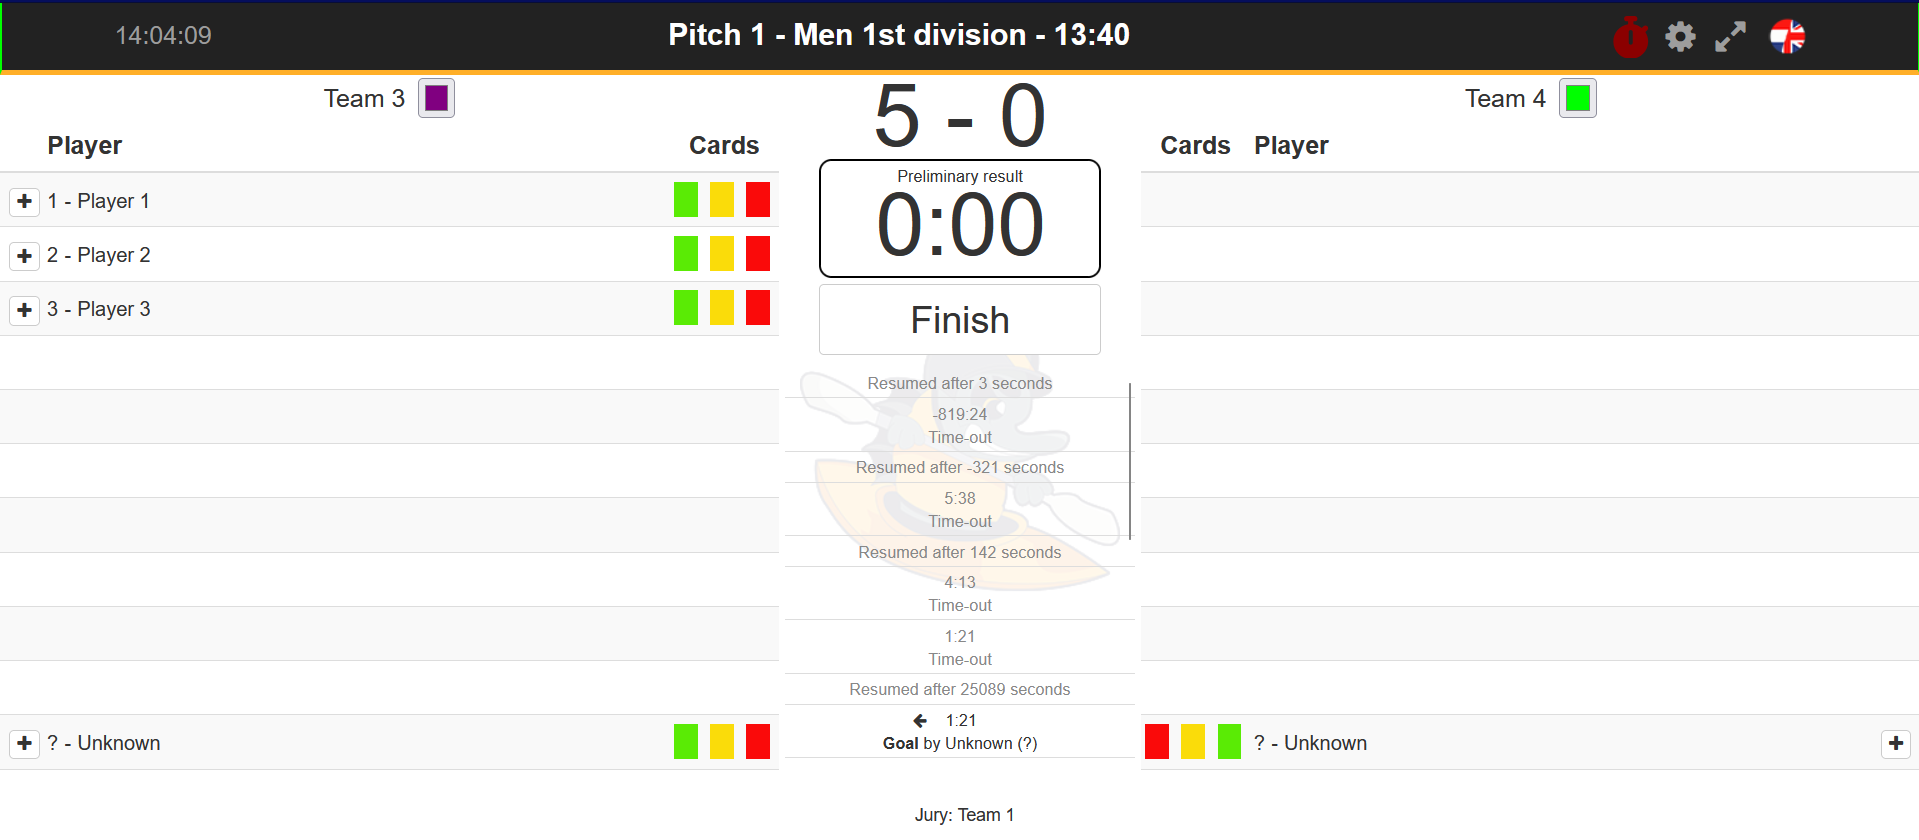 14:04:09
Pitch 1 - Men 1st division - 13:40
Team 3
5 - 0
Team 4
Player
Cards
Cards
Player
Preliminary result
0:00
1 - Player 1
2 - Player 2
3 - Player 3
Finish
Resumed after 3 seconds
-819:24
Time-out
Resumed after -321 seconds
5:38
Time-out
Resumed after 142 seconds
4:13
Time-out
1:21
Time-out
Resumed after 25089 seconds
1:21
Goal by Unknown (?)
? - Unknown
? - Unknown
Jury: Team 1